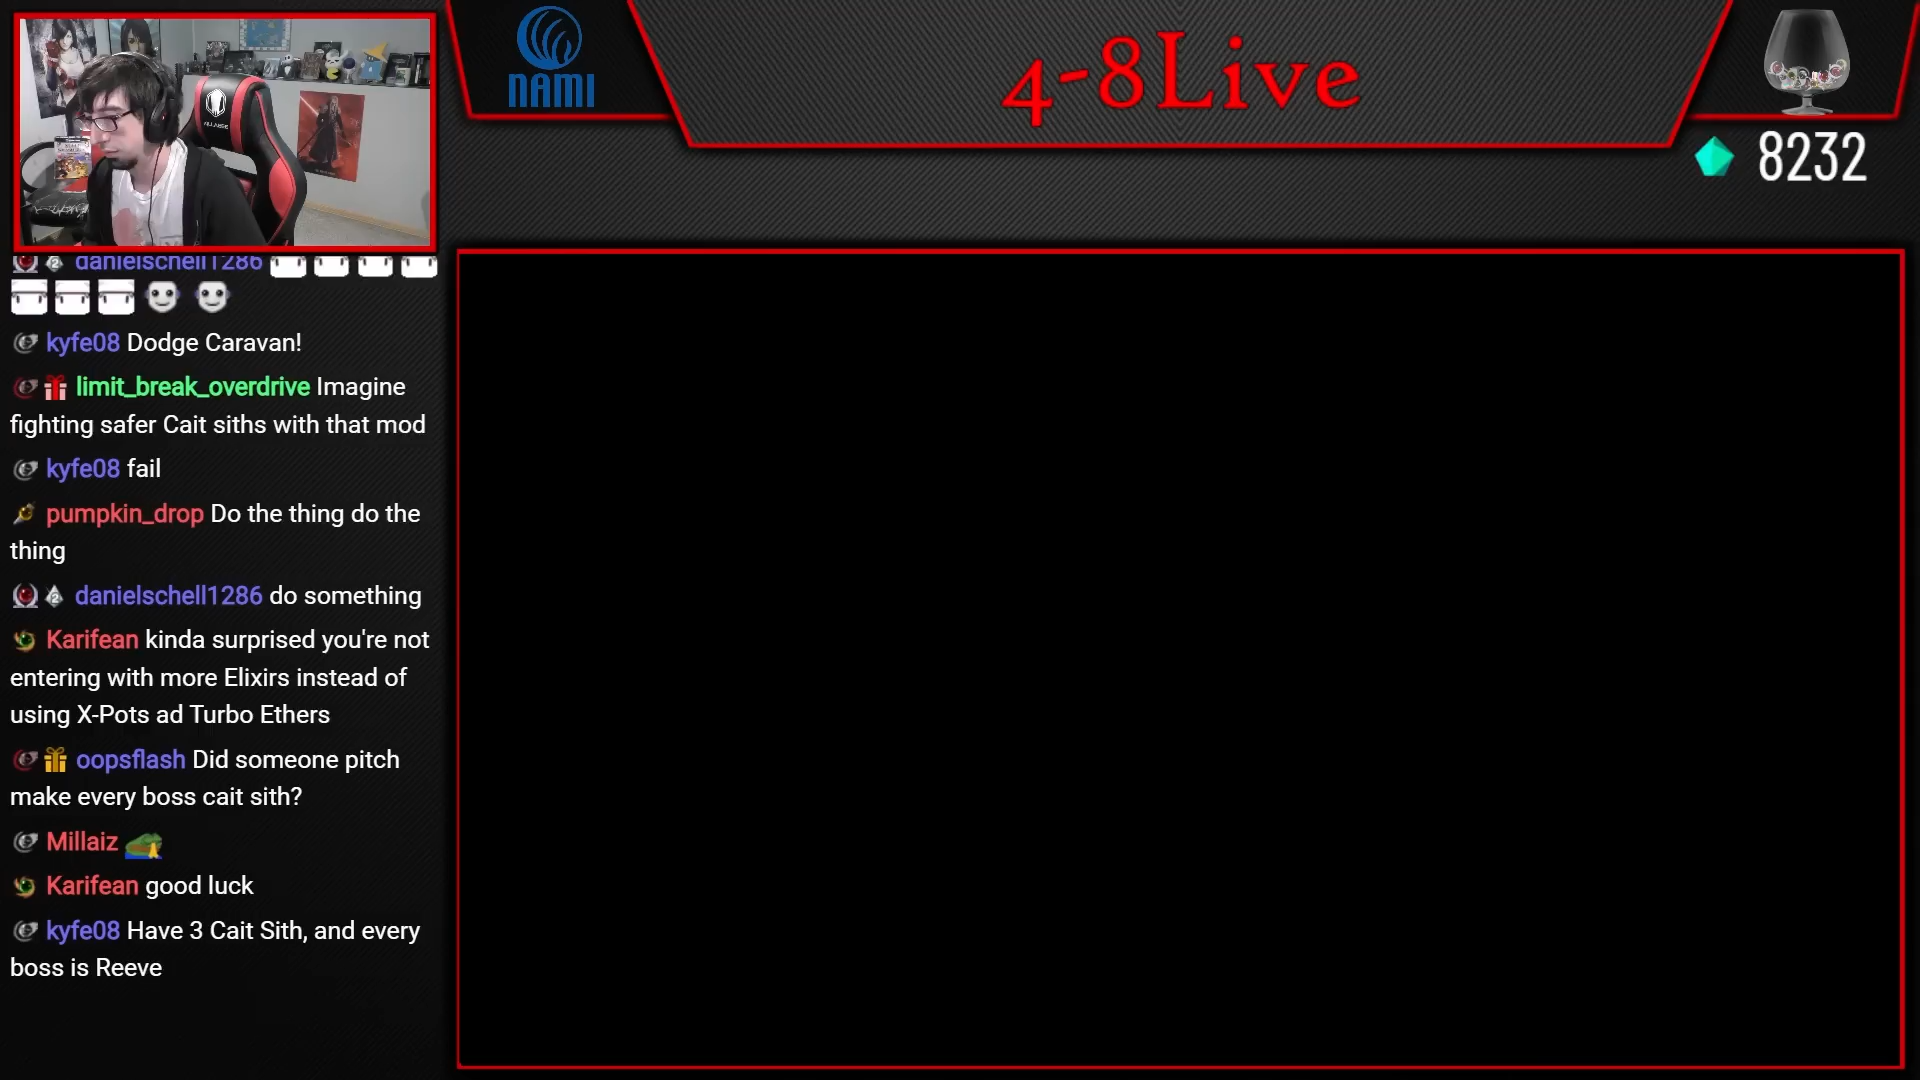 NAMI
4-8Live
8232
danielschell1286
kyfe08 Dodge Caravan!
limit_break_overdrive Imagine
fighting safer Cait siths with that mod
kyfe08 fail
pumpkin_drop Do the thing do the
thing
danielschell1286 do something
Karifean kinda surprised you're not
entering with more Elixirs instead of
using X-Pots ad Turbo Ethers
oopsflash Did someone pitch
make every boss cait sith?
Millaiz
Karifean good luck
kyfe08 Have 3 Cait Sith, and every
boss is Reeve